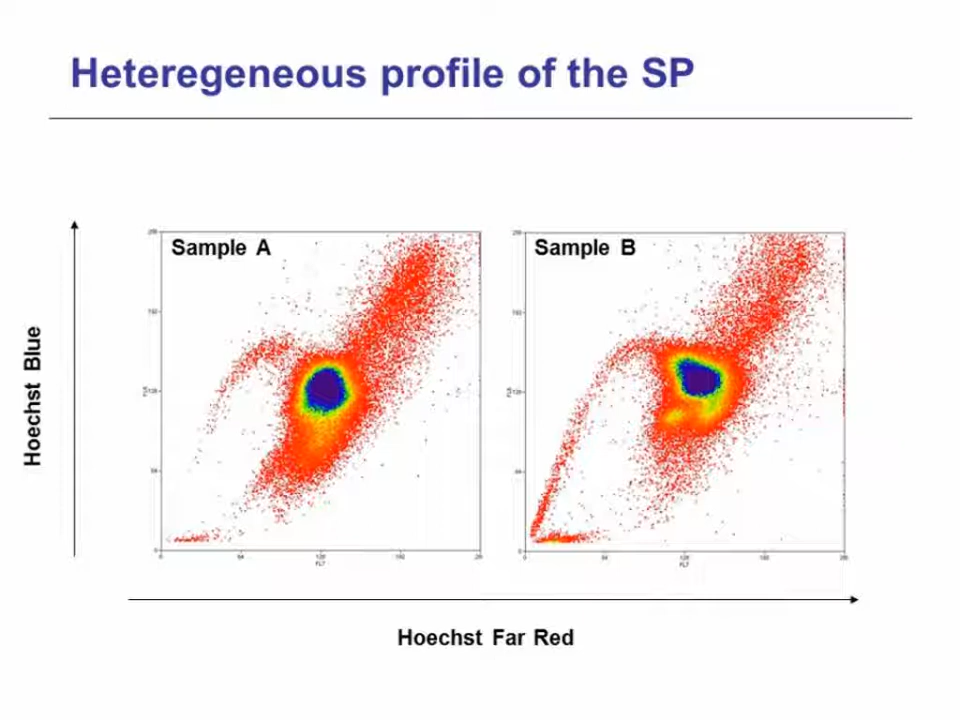 Heteregeneous profile of the SP
Sample A
Sample B
Hoechst Blue
Hoechst Far Red